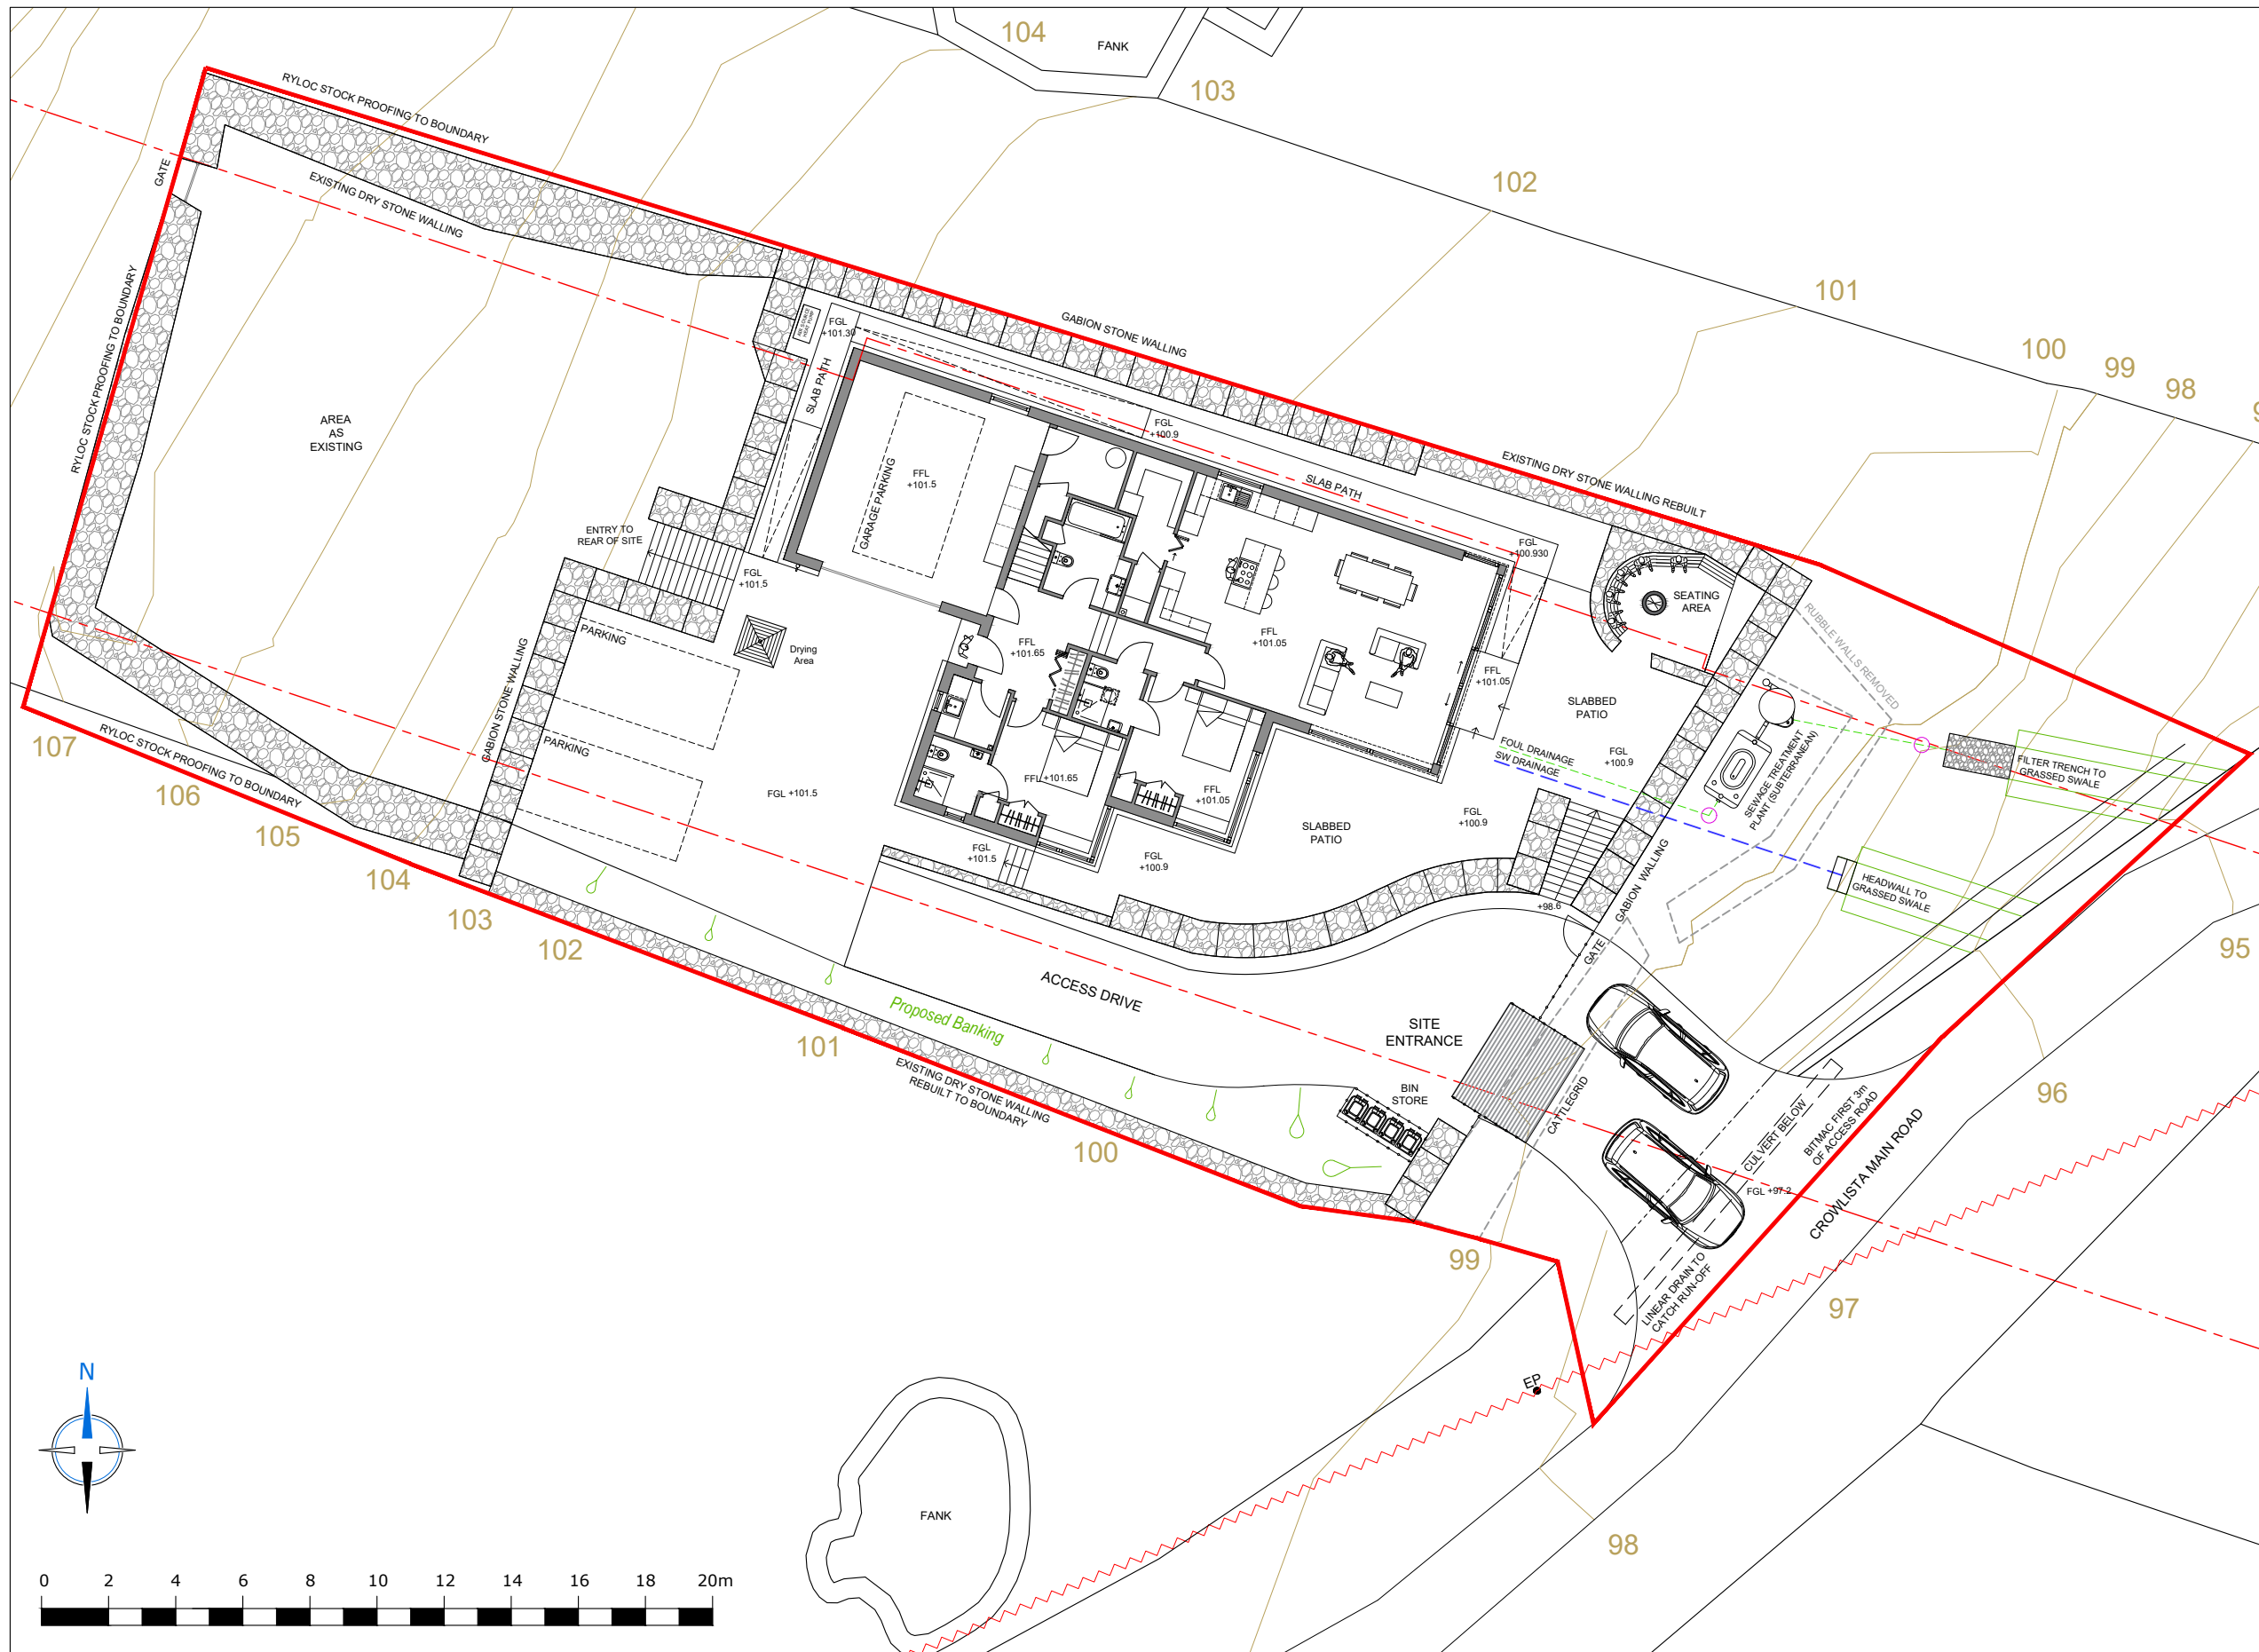 104
FANK
103
RYLOC STOCK PROOFING TO BOUNDARY
GATE
EXISTING DRY STONE WALLING
102
101
100
99
98
RYLOC STOCK PROOFING TO BOUNDARY
AREA
AS
EXISTING
AIR SOURCE
HEAT PUMP
FGL
+101.30
SLAB PATH
GABION STONE WALLING
FGL
+100.9
GARAGE PARKING
FFL
+101.5
SLAB PATH
EXISTING DRY STONE WALLING REBUILT
ENTRY TO
REAR OF SITE
FGL
+101.5
FGL
+100.930
SEATING
AREA
RUBBLE WALLS REMOVED
GABION STONE WALLING
PARKING
Drying
Area
FFL
+101.65
FFL
+101.05
FFL
+101.05
SLABBED
PATIO
PARKING
FGL +101.5
FFL +101.65
FFL
+101.05
FOUL DRAINAGE
SW DRAINAGE
FGL
+100.9
SEWAGE TREATMENT
PLANT (SUBTERRANEAN)
FILTER TRENCH TO
GRASSED SWALE
107
RYLOC STOCK PROOFING TO BOUNDARY
106
105
104
103
102
FGL
+101.5
FGL
+100.9
SLABBED
PATIO
FGL
+100.9
+98.6
GABION WALLING
GATE
HEADWALL TO
GRASSED SWALE
95
ACCESS DRIVE
Proposed Banking
SITE
ENTRANCE
101
EXISTING DRY STONE WALLING
REBUILT TO BOUNDARY
100
BIN
STORE
CATTLEGRID
CULVERT BELOW
BITMAC FIRST 3m
OF ACCESS ROAD
96
FGL +97.2
CROWLISTA MAIN ROAD
99
LINEAR DRAIN TO
CATCH RUN-OFF
97
EP
98
N
FANK
0 2 4 6 8 10 12 14 16 18 20m